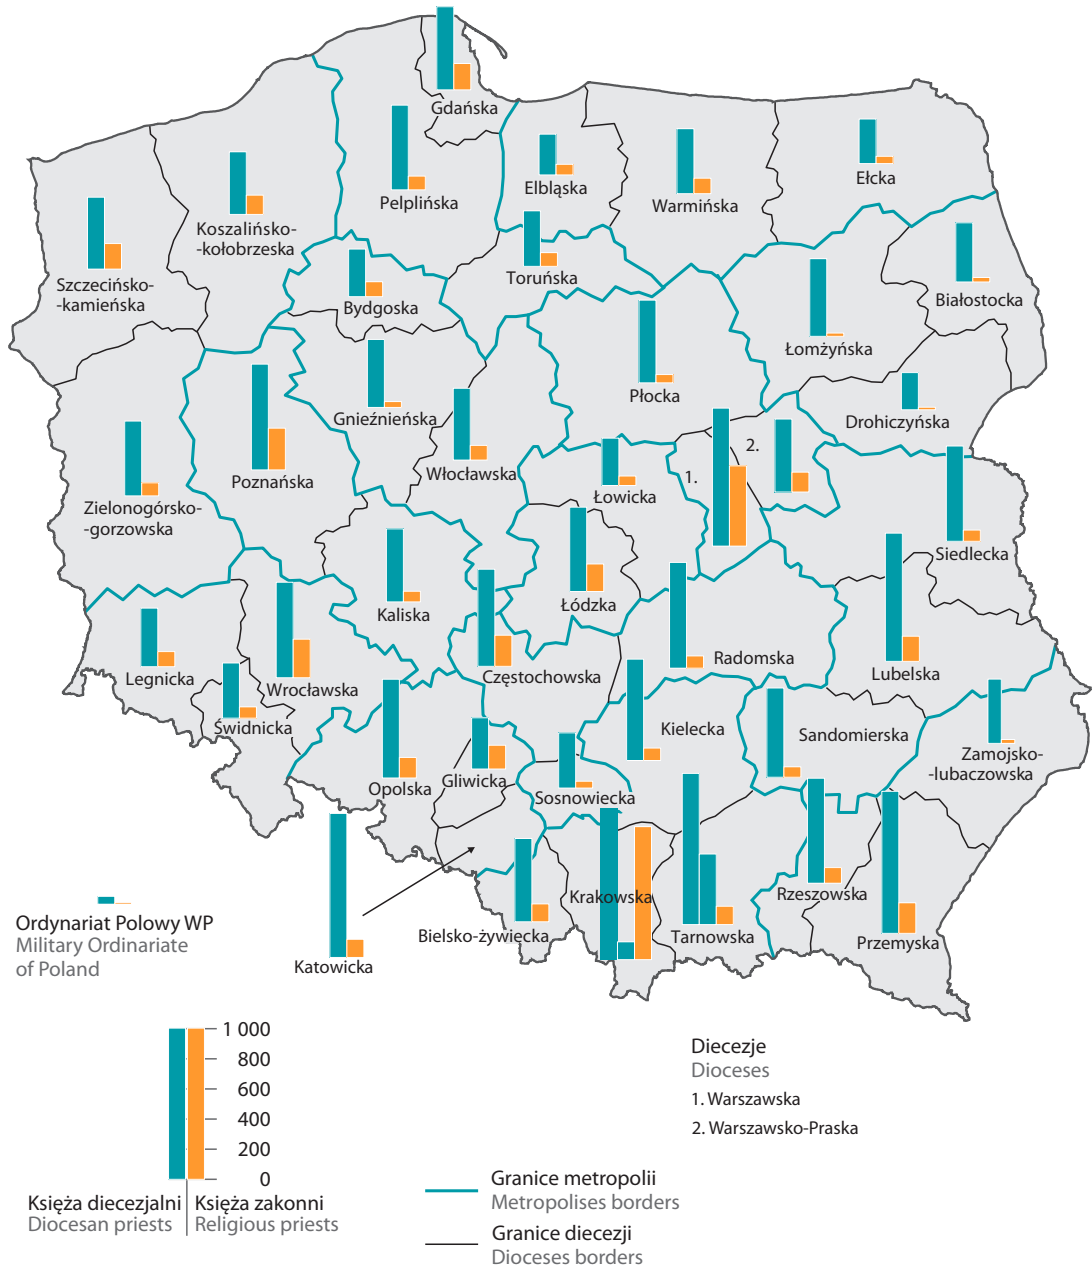 Gdańska
Pelplińska
Elbląska
Warmińska
Ełcka
Koszalińsko-
-kołobrzeska
Szczecińsko-
-kamieńska
Bydgoska
Toruńska
Białostocka
Łomżyńska
Płocka
Drohiczyńska
Gnieźnieńska
Włocławska
Poznańska
Zielonogórsko-
-gorzowska
Łowicka
1.
2.
Siedlecka
Kaliska
Łódzka
Radomska
Lubelska
Legnicka
Wrocławska
Częstochowska
Świdnicka
Kielecka
Sandomierska
Zamojsko-
-lubaczowska
Opolska
Gliwicka
Sosnowiecka
Krakowska
Rzeszowska
Tarnowska
Przemyska
Bielsko-żywiecka
Katowicka
Ordynariat Polowy WP
Military Ordinariate
of Poland
1 000
800
600
400
200
0
Księża diecezjalni
Diocesan priests
Księża zakonni
Religious priests
Diecezje
Dioceses
1. Warszawska
2. Warszawsko-Praska
Granice metropolii
Metropolises borders
Granice diecezji
Dioceses borders